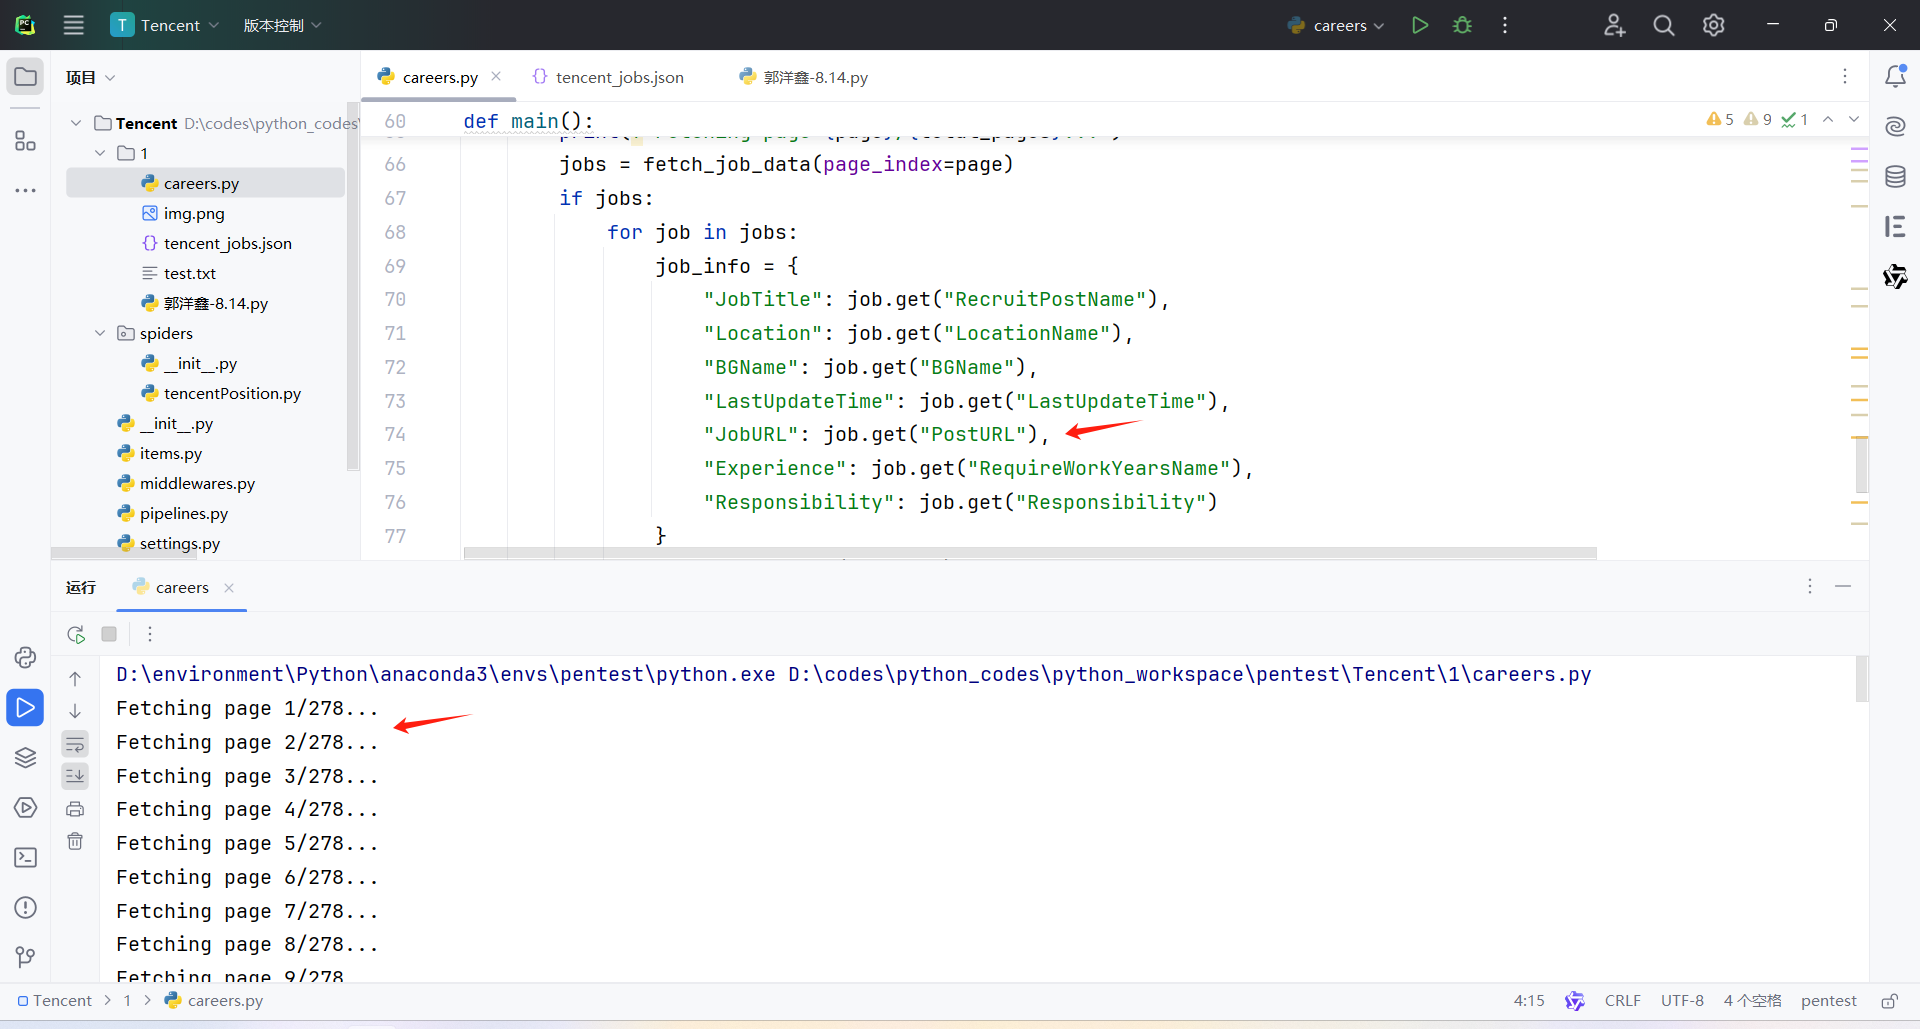 T Tencent 版本控制 careers
项目
careers.py
tencent_jobs.json
郭洋鑫-8.14.py
Tencent D:\codes\python_codes
1
careers.py
img.png
tencent_jobs.json
test.txt
郭洋鑫-8.14.py
spiders
__init__.py
tencentPosition.py
__init__.py
items.py
middlewares.py
pipelines.py
settings.py
60 def main():
5 9 1
66 jobs = fetch_job_data(page_index=page)
67 if jobs:
68 for job in jobs:
69 job_info = {
70 "JobTitle": job.get("RecruitPostName"),
71 "Location": job.get("LocationName"),
72 "BGName": job.get("BGName"),
73 "LastUpdateTime": job.get("LastUpdateTime"),
74 "JobURL": job.get("PostURL"),
75 "Experience": job.get("RequireWorkYearsName"),
76 "Responsibility": job.get("Responsibility")
77 }
运行 careers
D:\environment\Python\anaconda3\envs\pentest\python.exe D:\codes\python_codes\python_workspace\pentest\Tencent\1\careers.py
Fetching page 1/278...
Fetching page 2/278...
Fetching page 3/278...
Fetching page 4/278...
Fetching page 5/278...
Fetching page 6/278...
Fetching page 7/278...
Fetching page 8/278...
Fetching page 9/278
Tencent > 1 > careers.py
4:15 CRLF UTF-8 4 个空格 pentest